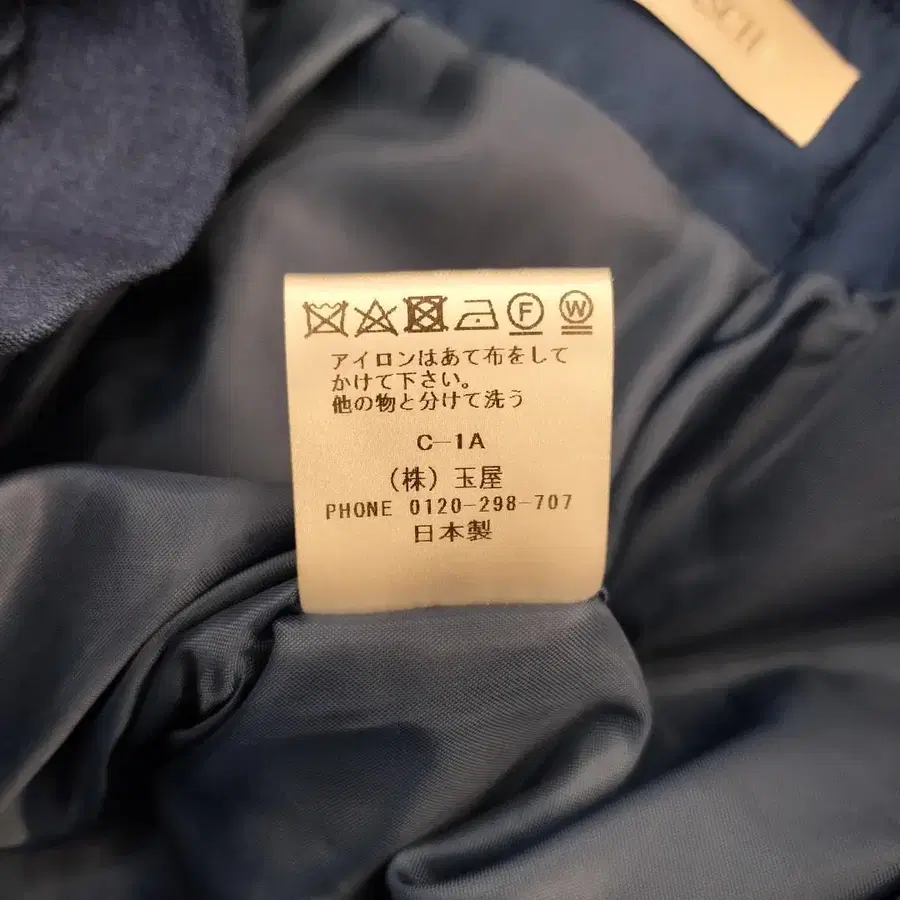 F W
アイロンはあて布をして
かけて下さい。
他の物と分けて洗う
C-1A
(株)玉屋
PHONE 0120-298-707
日本製